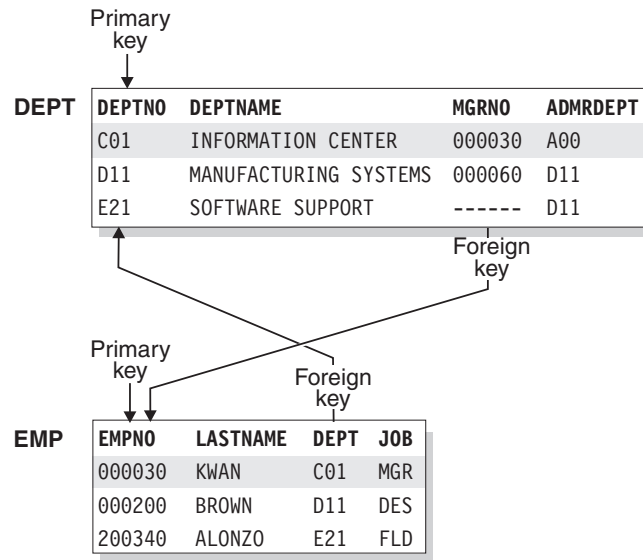 Primary
key
DEPT
DEPTNO DEPTNAME MGRNO ADMRDEPT
C01 INFORMATION CENTER 000030 A00
D11 MANUFACTURING SYSTEMS 000060 D11
E21 SOFTWARE SUPPORT ------ D11
Foreign
key
Primary
key
Foreign
key
EMP
EMPNO LASTNAME DEPT JOB
000030 KWAN C01 MGR
000200 BROWN D11 DES
200340 ALONZO E21 FLD